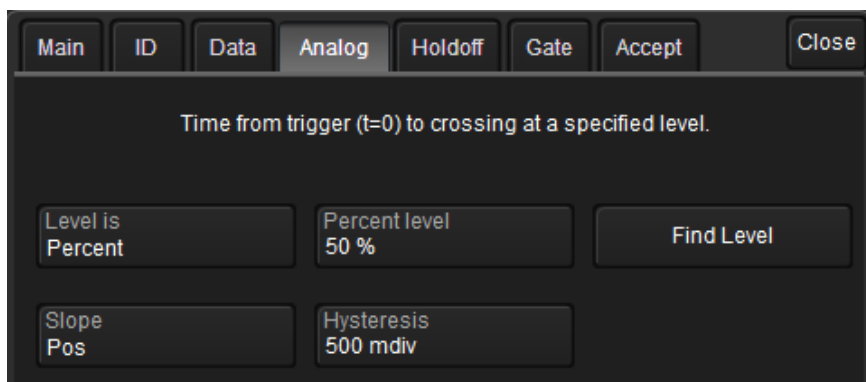 Main ID Data Analog Holdoff Gate Accept Close
Time from trigger (t=0) to crossing at a specified level.
Level is
Percent
Percent level
50 %
Find Level
Slope
Pos
Hysteresis
500 mdiv